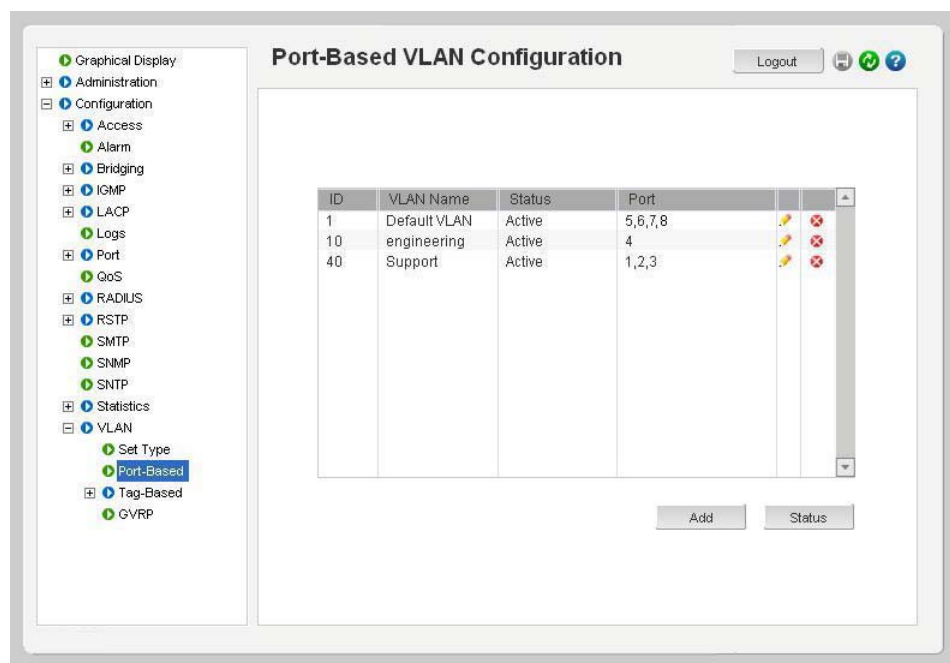 Graphical Display
Administration
Configuration
Access
Alarm
Bridging
IGMP
LACP
Logs
Port
QoS
RADIUS
RSTP
SMTP
SNMP
SNTP
Statistics
VLAN
Set Type
Port-Based
Tag-Based
GVRP
Port-Based VLAN Configuration
Logout
ID VLAN Name Status Port
1 Default VLAN Active 5,6,7,8
10 engineering Active 4
40 Support Active 1,2,3
Add Status